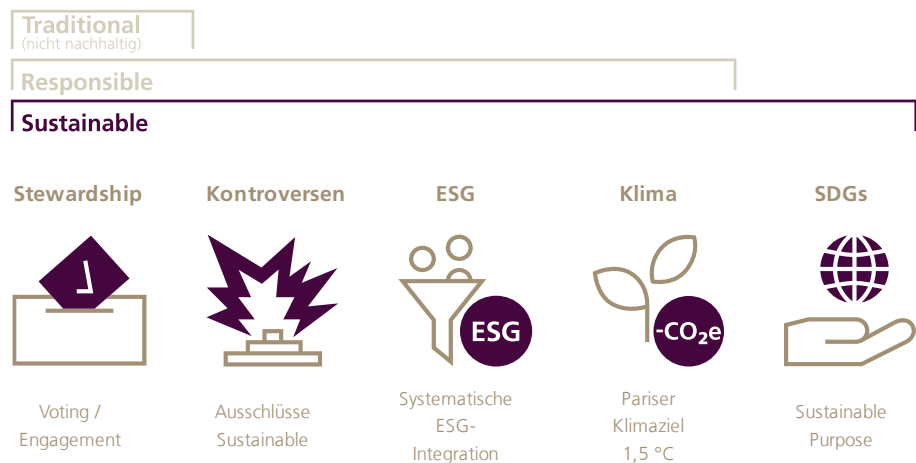 Traditional
(nicht nachhaltig)
Responsible
Sustainable
Stewardship
Kontroversen
ESG
Klima
SDGs
ESG
-CO₂e
Voting /
Engagement
Ausschlüsse
Sustainable
Systematische
ESG-
Integration
Pariser
Klimaziel
1,5 °C
Sustainable
Purpose